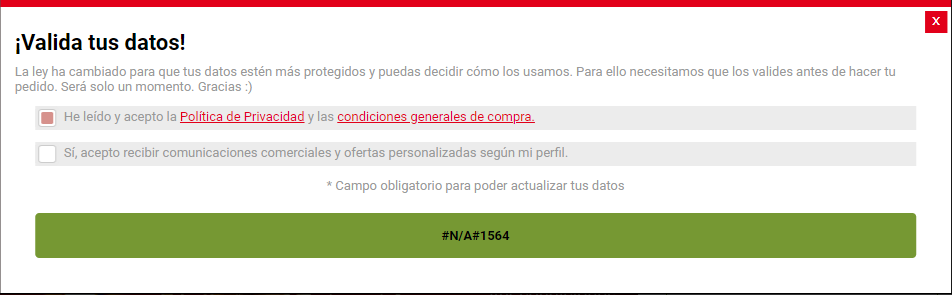 X
¡Valida tus datos!
La ley ha cambiado para que tus datos estén más protegidos y puedas decidir cómo los usamos. Para ello necesitamos que los valides antes de hacer tu
pedido. Será solo un momento. Gracias :)
He leído y acepto la Política de Privacidad y las condiciones generales de compra.
Sí, acepto recibir comunicaciones comerciales y ofertas personalizadas según mi perfil.
* Campo obligatorio para poder actualizar tus datos
#N/A#1564